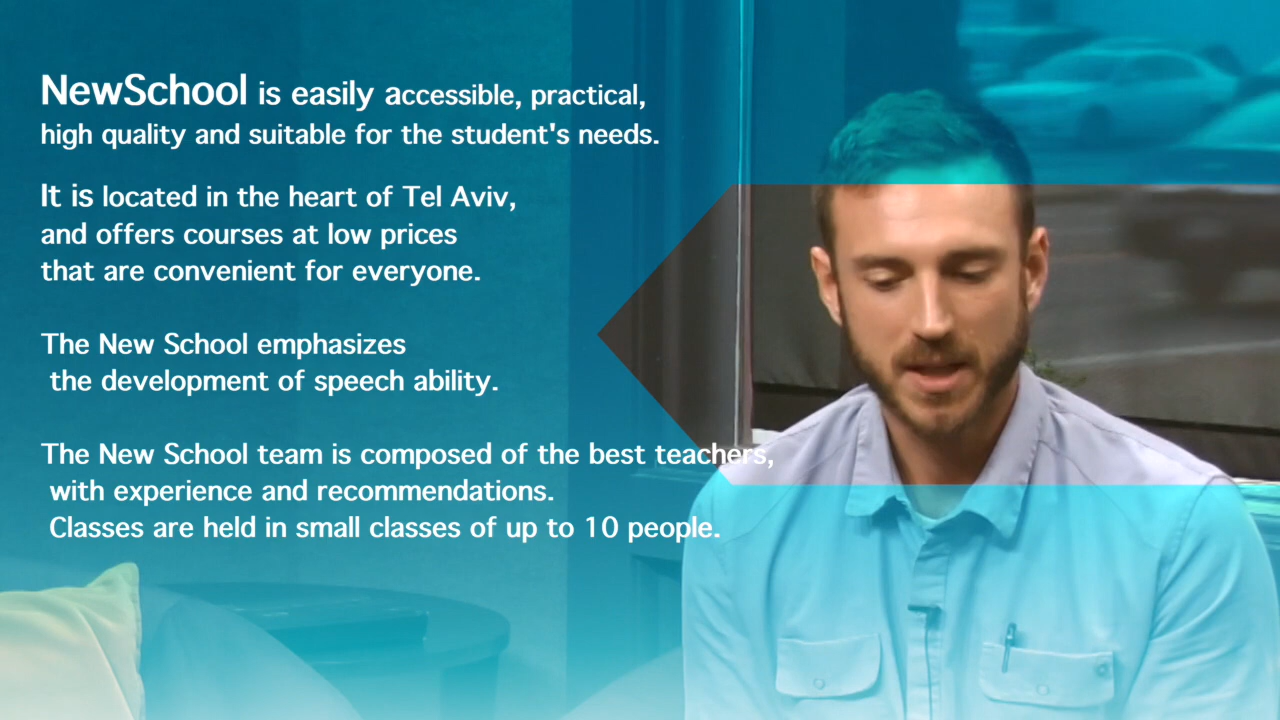 NewSchool is easily accessible, practical,
high quality and suitable for the student's needs.
It is located in the heart of Tel Aviv,
and offers courses at low prices
that are convenient for everyone.
The New School emphasizes
the development of speech ability.
The New School team is composed of the best teachers,
with experience and recommendations.
Classes are held in small classes of up to 10 people.